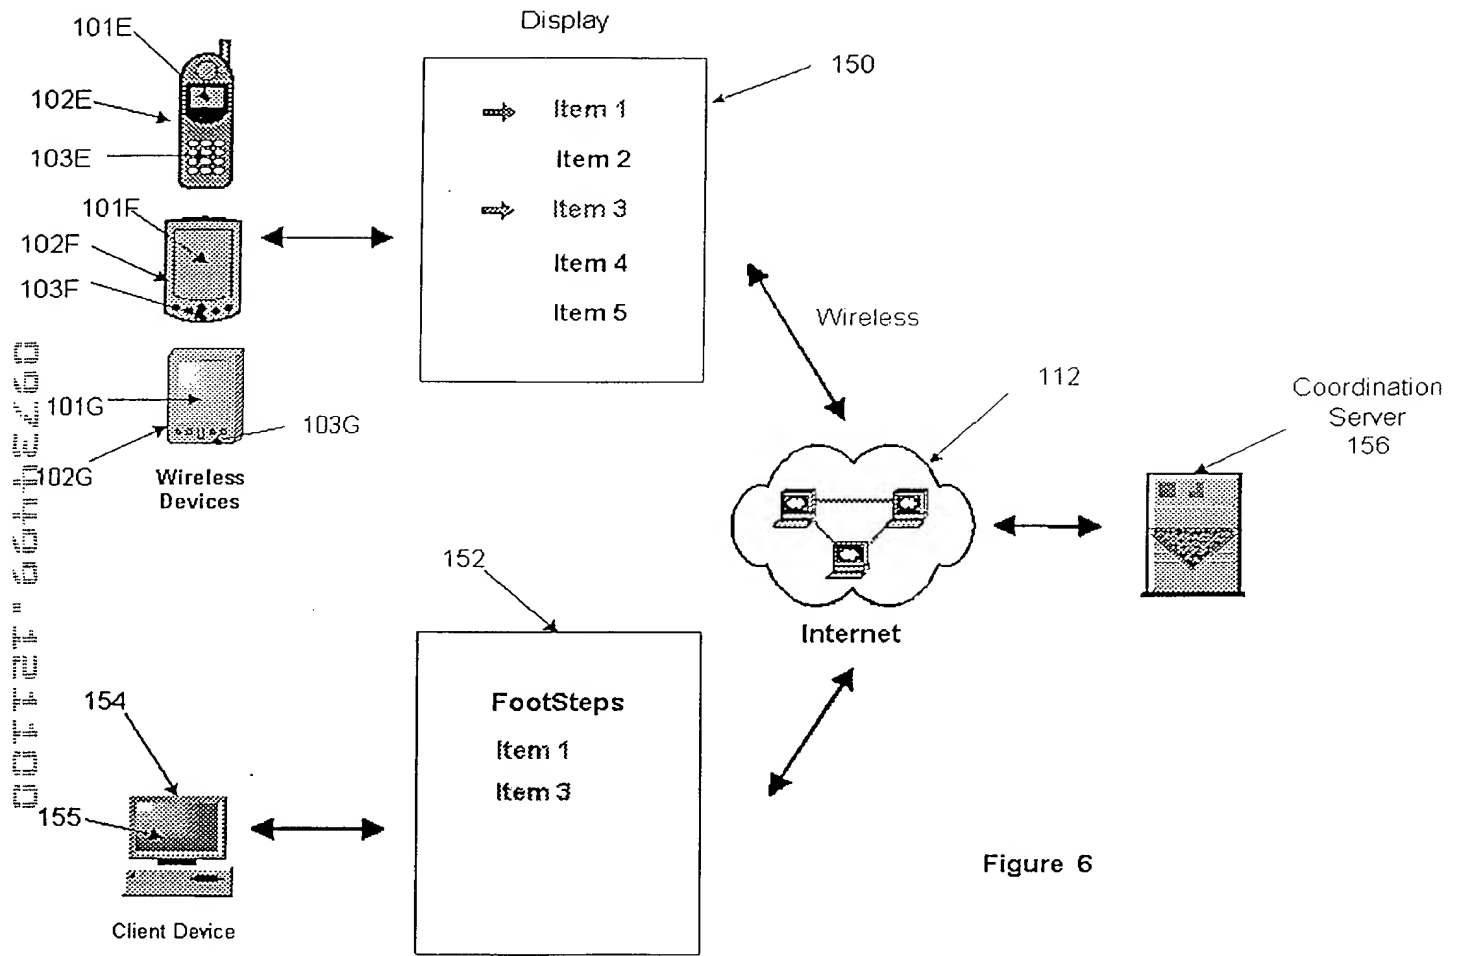 Display
101E
102E
103E
150
Item 1
Item 2
Item 3
Item 4
Item 5
101F
102F
103F
Wireless
101G
102G
103G
Wireless
Devices
112
Coordination
Server
156
Internet
152
FootSteps
Item 1
Item 3
154
155
Client Device
Figure 6